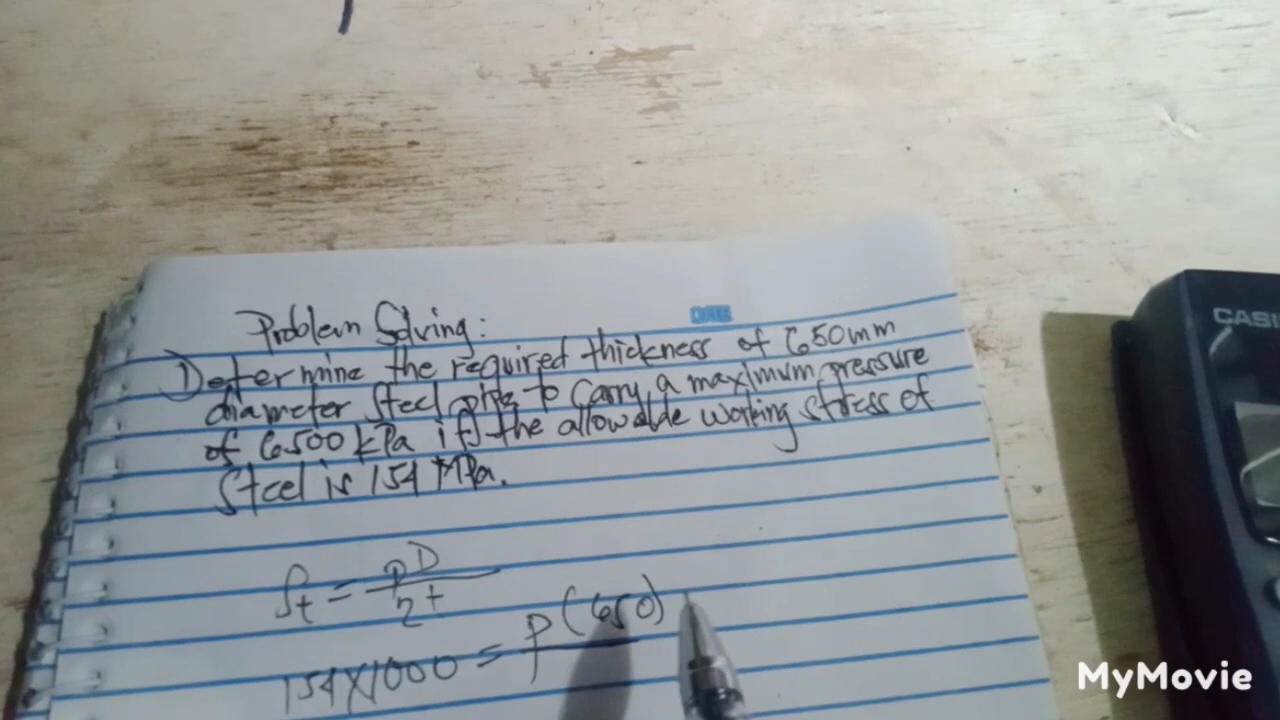 Problem Solving:
1) Determine the required thickness of 650mm
diameter steel pipe to carry a maximum pressure
of 6500 kPa if the allowable working stress of
steel is 154 MPa.
St = PD
2t
154x1000 = P(650)
CASI
MyMovie